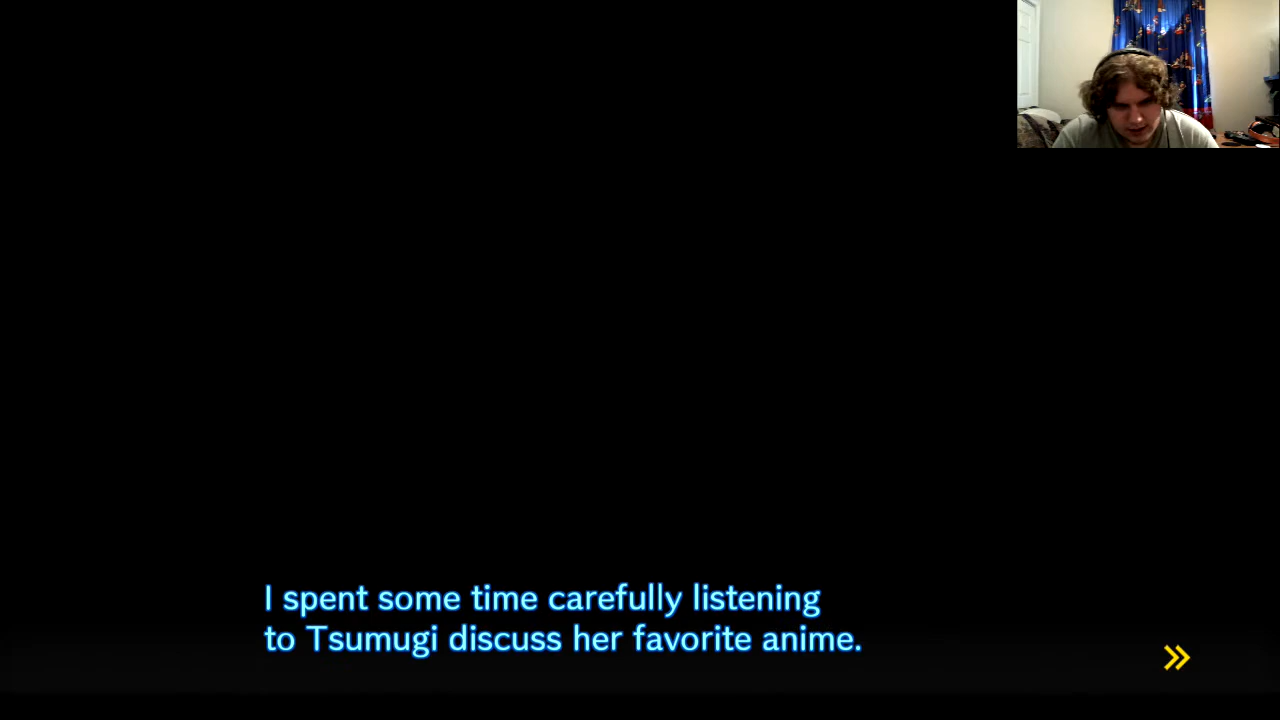 I spent some time carefully listening
to Tsumugi discuss her favorite anime.